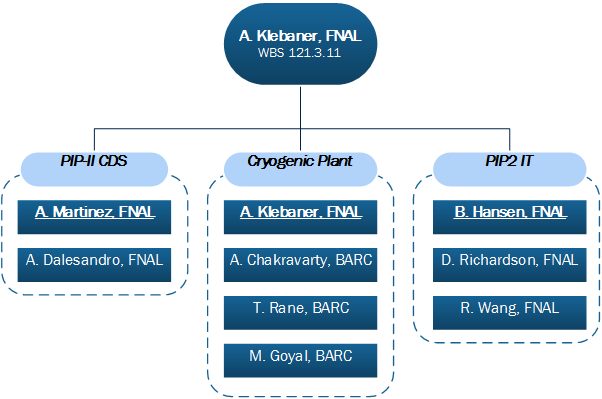 A. Klebaner, FNAL
WBS 121.3.11
PIP-II CDS
A. Martinez, FNAL
A. Dalesandro, FNAL
Cryogenic Plant
A. Klebaner, FNAL
A. Chakravarty, BARC
T. Rane, BARC
M. Goyal, BARC
PIP2 IT
B. Hansen, FNAL
D. Richardson, FNAL
R. Wang, FNAL